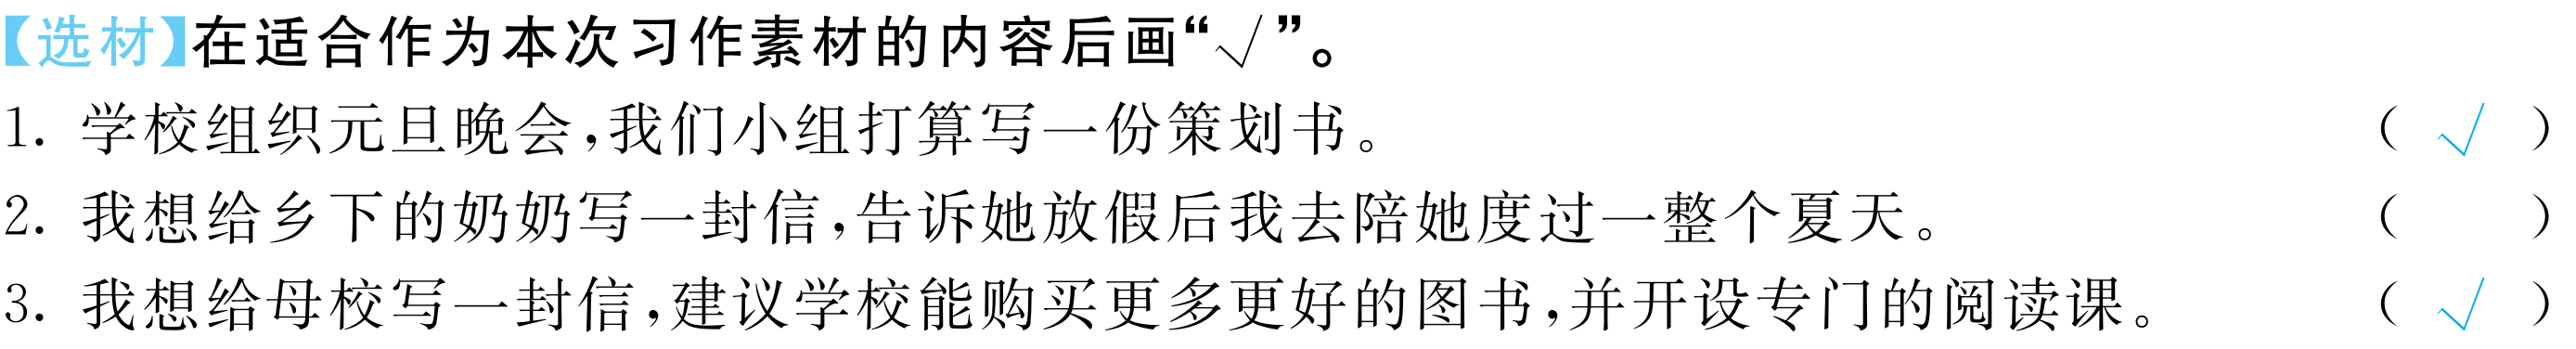 【选材】在适合作为本次习作素材的内容后画“√”。
1. 学校组织元旦晚会,我们小组打算写一份策划书。 ( √ )
2. 我想给乡下的奶奶写一封信,告诉她放假后我去陪她度过一整个夏天。 ( )
3. 我想给母校写一封信,建议学校能购买更多更好的图书,并开设专门的阅读课。 ( √ )